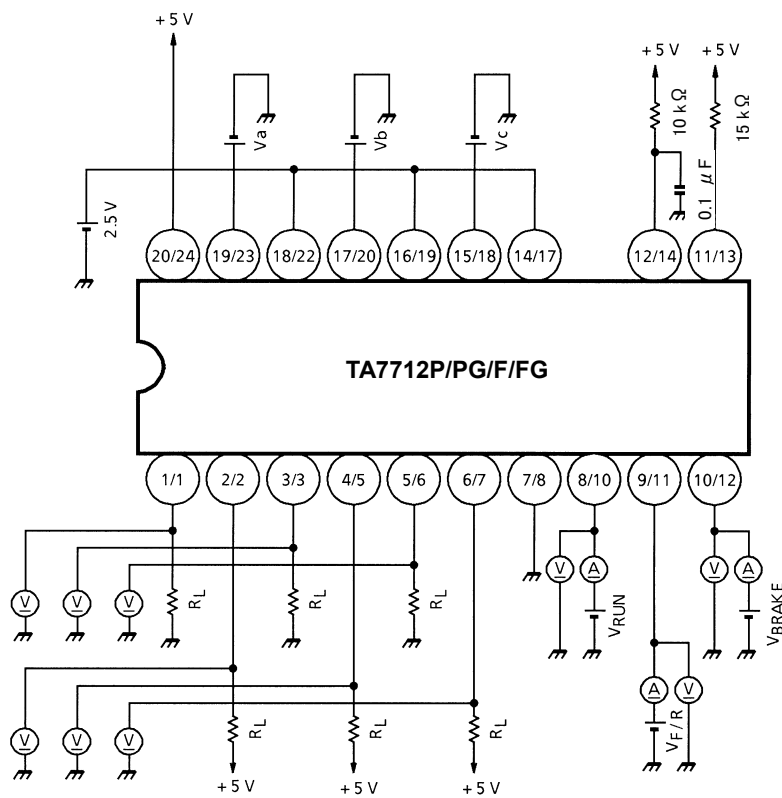 +5 V
+5 V
+5 V
Va
Vb
Vc
10 kΩ
15 kΩ
0.1 μF
2.5 V
20/24
19/23
18/22
17/20
16/19
15/18
14/17
12/14
11/13
TA7712P/PG/F/FG
1/1
2/2
3/3
4/5
5/6
6/7
7/8
8/10
9/11
10/12
V
V
V
RL
RL
RL
V
A
VRUN
V
A
VBRAKE
V
V
V
RL
RL
RL
A
V
VF/R
+5 V
+5 V
+5 V